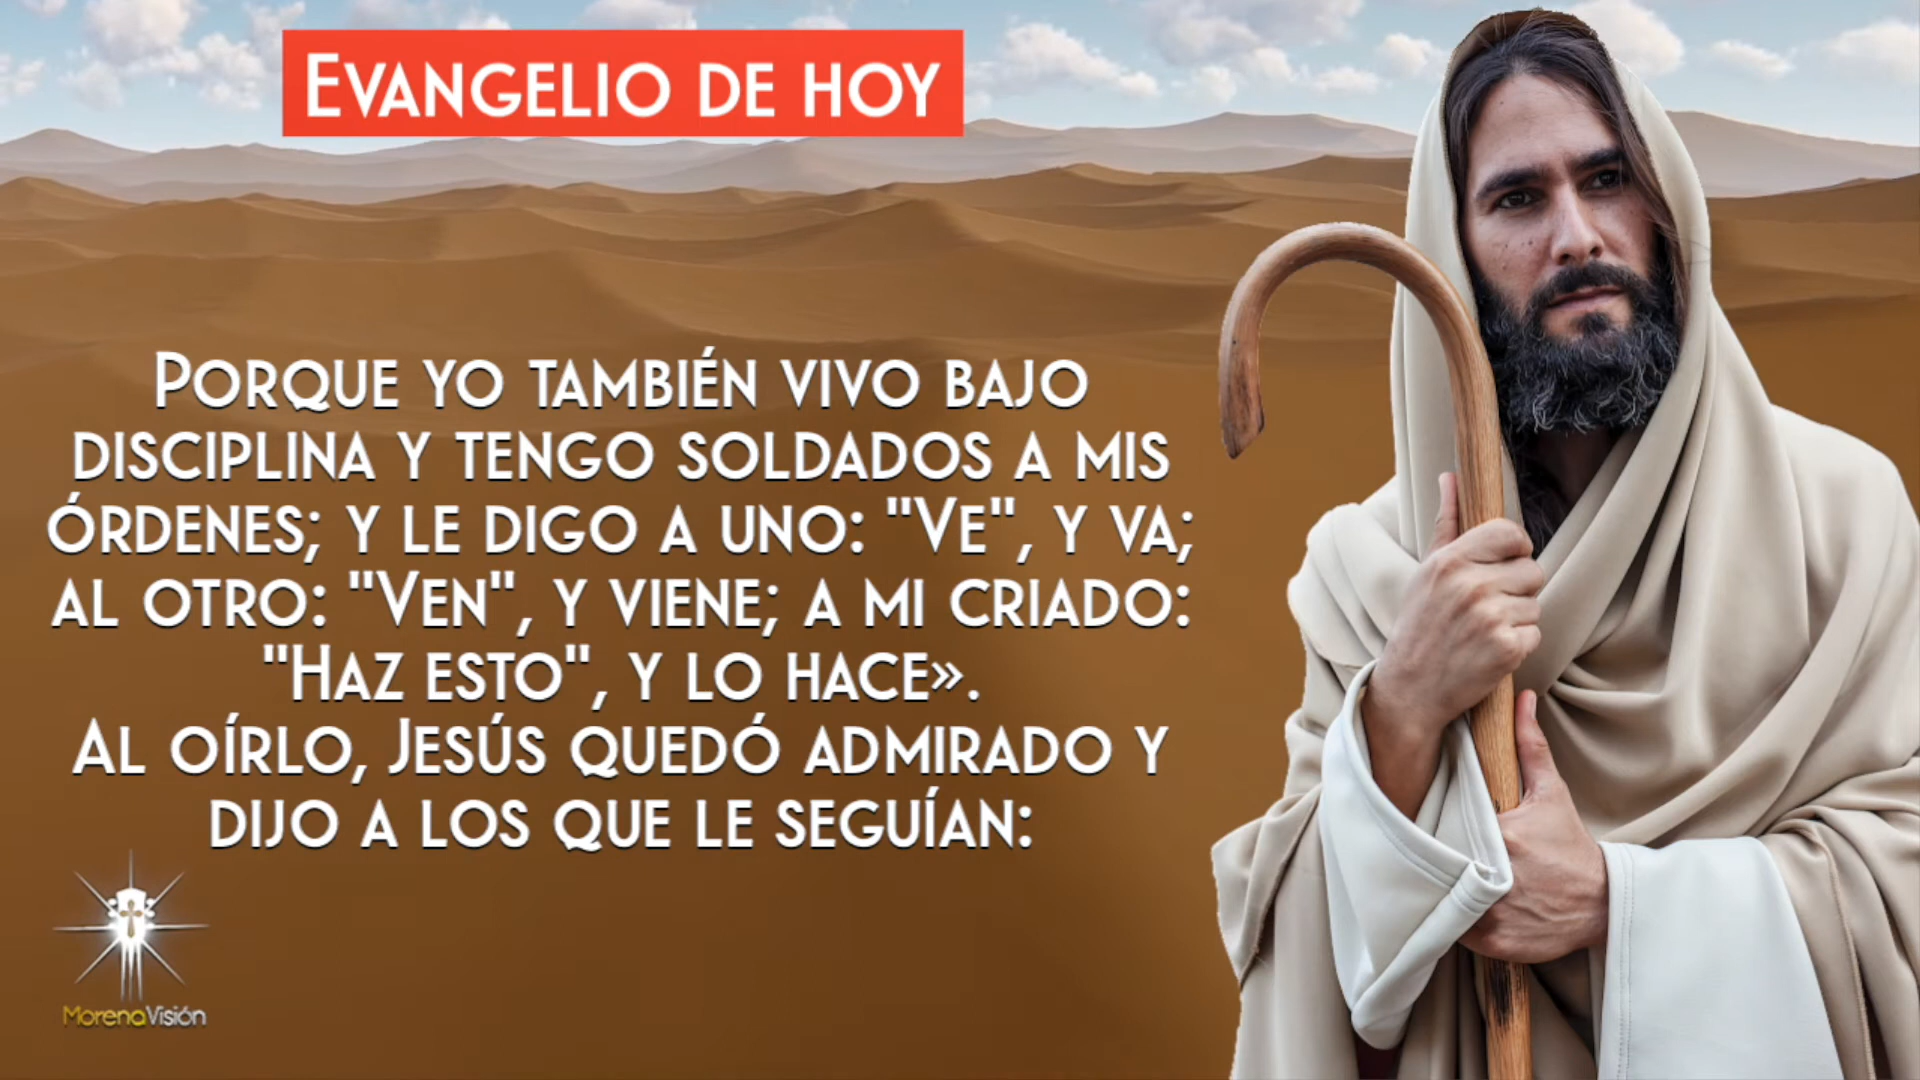 Evangelio de hoy
Porque yo también vivo bajo
disciplina y tengo soldados a mis
órdenes; y le digo a uno: "Ve", y va;
al otro: "Ven", y viene; a mi criado:
"Haz esto", y lo hace».
Al oírlo, Jesús quedó admirado y
dijo a los que le seguían:
MorenaVisión